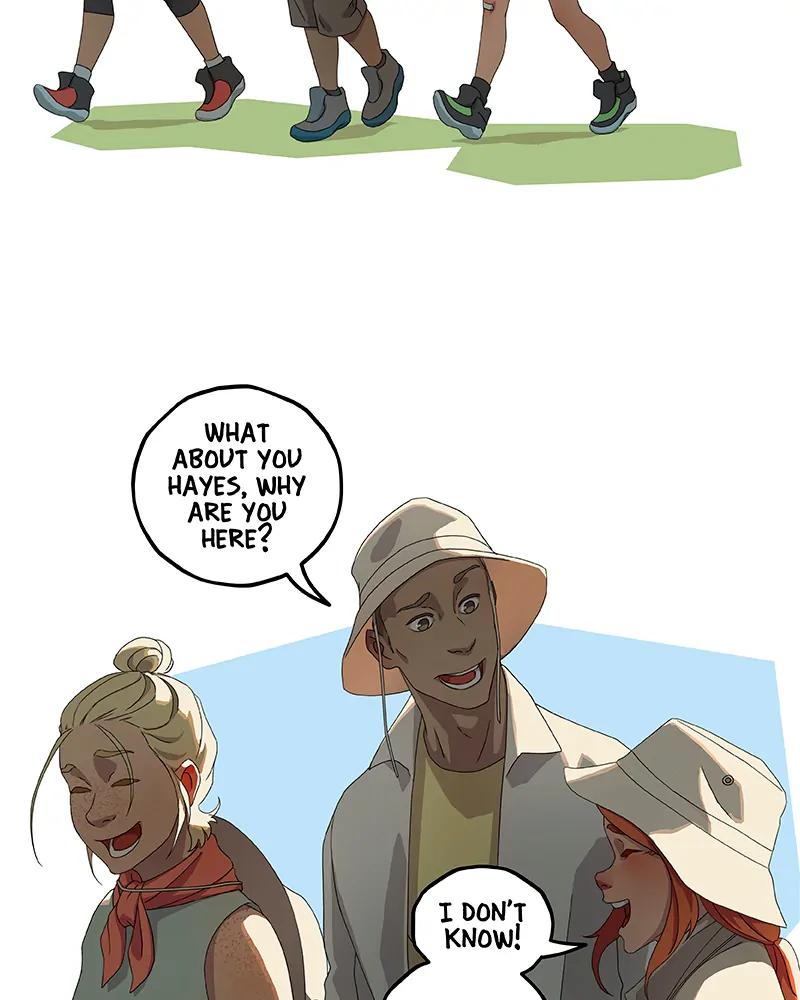 WHAT
ABOUT YOU
HAYES, WHY
ARE YOU
HERE?
I DON'T
KNOW!